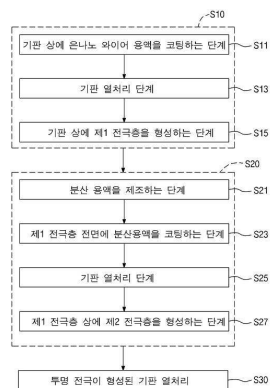 S10
기판 상에 은나노 와이어 용액을 코팅하는 단계
S11
기판 열처리 단계
S13
기판 상에 제1 전극층을 형성하는 단계
S15
S20
분산 용액을 제조하는 단계
S21
제1 전극층 전면에 분산용액을 코팅하는 단계
S23
기판 열처리 단계
S25
제1 전극층 상에 제2 전극층을 형성하는 단계
S27
투명 전극이 형성된 기판 열처리
S30